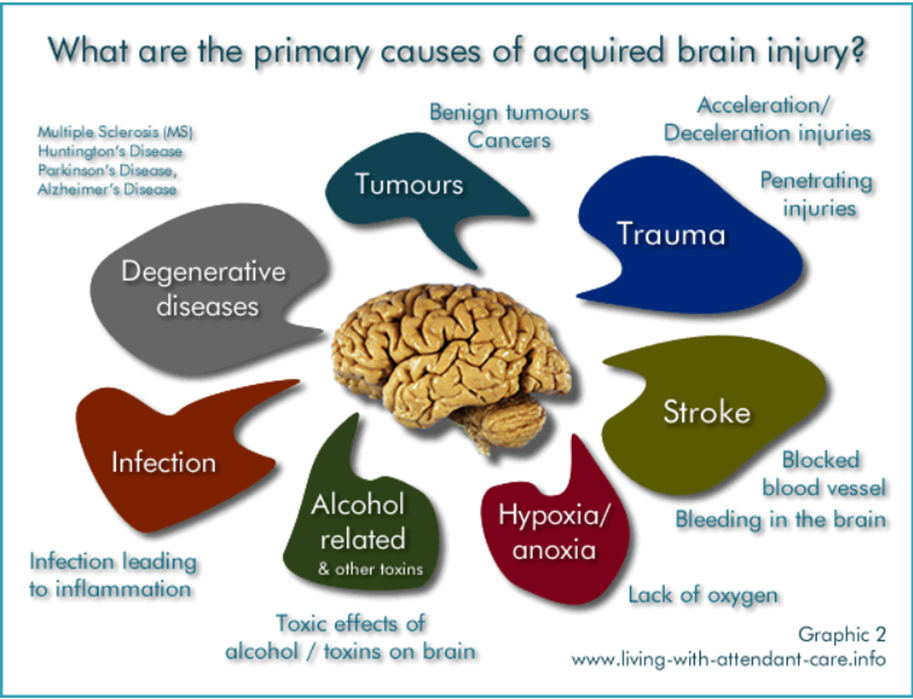 What are the primary causes of acquired brain injury?
Multiple Sclerosis (MS)
Huntington's Disease
Parkinson's Disease,
Alzheimer's Disease
Benign tumours
Cancers
Acceleration/
Deceleration injuries
Penetrating
injuries
Tumours
Trauma
Degenerative
diseases
Stroke
Blocked
blood vessel
Bleeding in the brain
Infection
Infection leading
to inflammation
Alcohol
related
& other toxins
Toxic effects of
alcohol / toxins on brain
Hypoxia/
anoxia
Lack of oxygen
Graphic 2
www.living-with-attendant-care.info